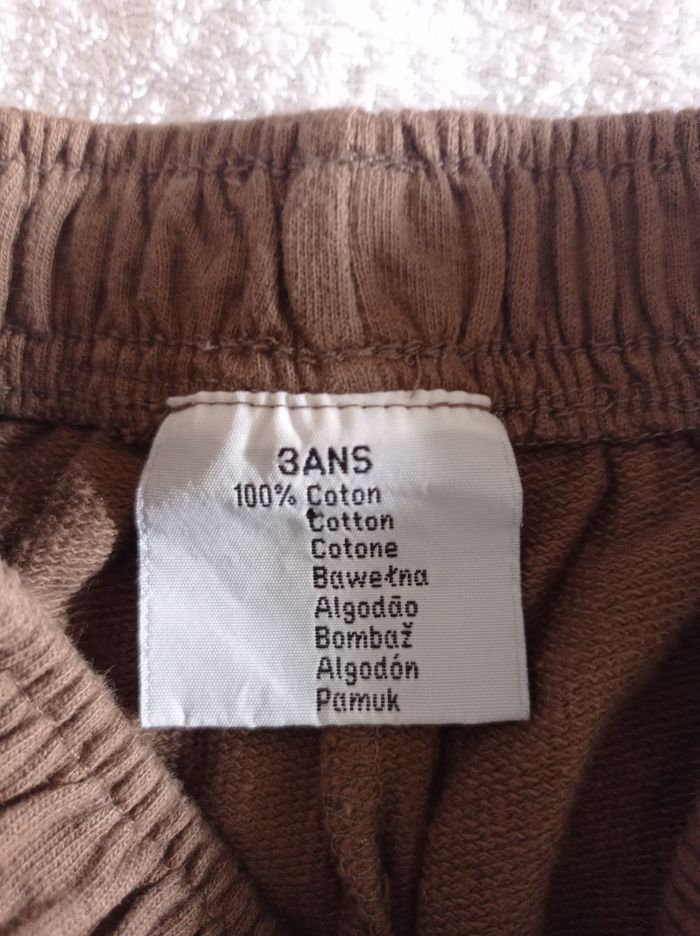 3ANS
100% Coton
Cotton
Cotone
Bawełna
Algodão
Bombaž
Algodón
Pamuk